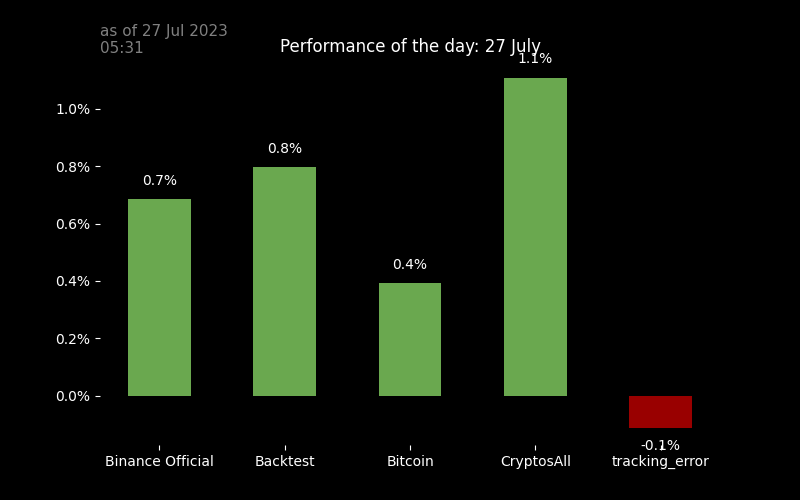 as of 27 Jul 2023
05:31
Performance of the day: 27 July
1.1%
1.0%
0.8%
0.8%
0.7%
0.6%
0.4%
0.4%
0.2%
0.0%
-0.1%
Binance Official
Backtest
Bitcoin
CryptosAll
tracking_error